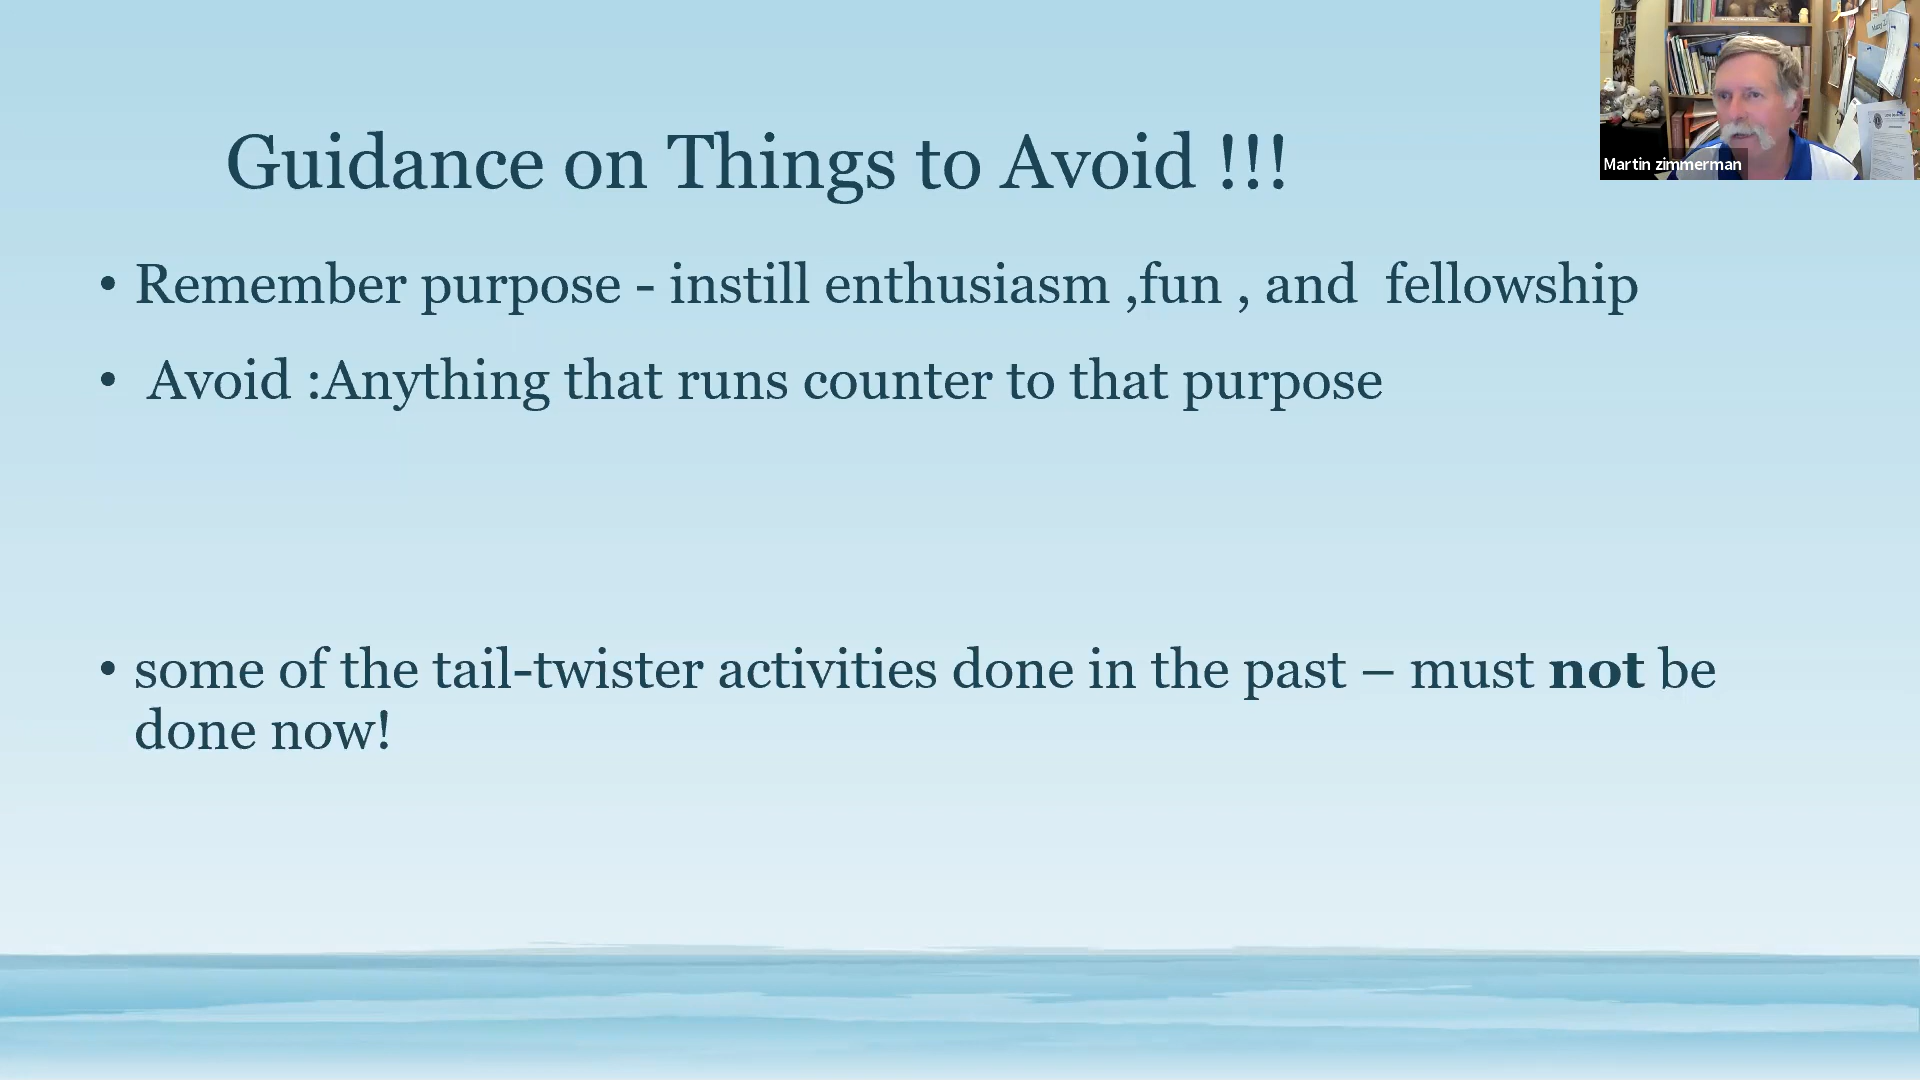 Guidance on Things to Avoid !!!
Martin zimmerman
• Remember purpose - instill enthusiasm ,fun , and  fellowship
•  Avoid :Anything that runs counter to that purpose
• some of the tail-twister activities done in the past – must not be
done now!